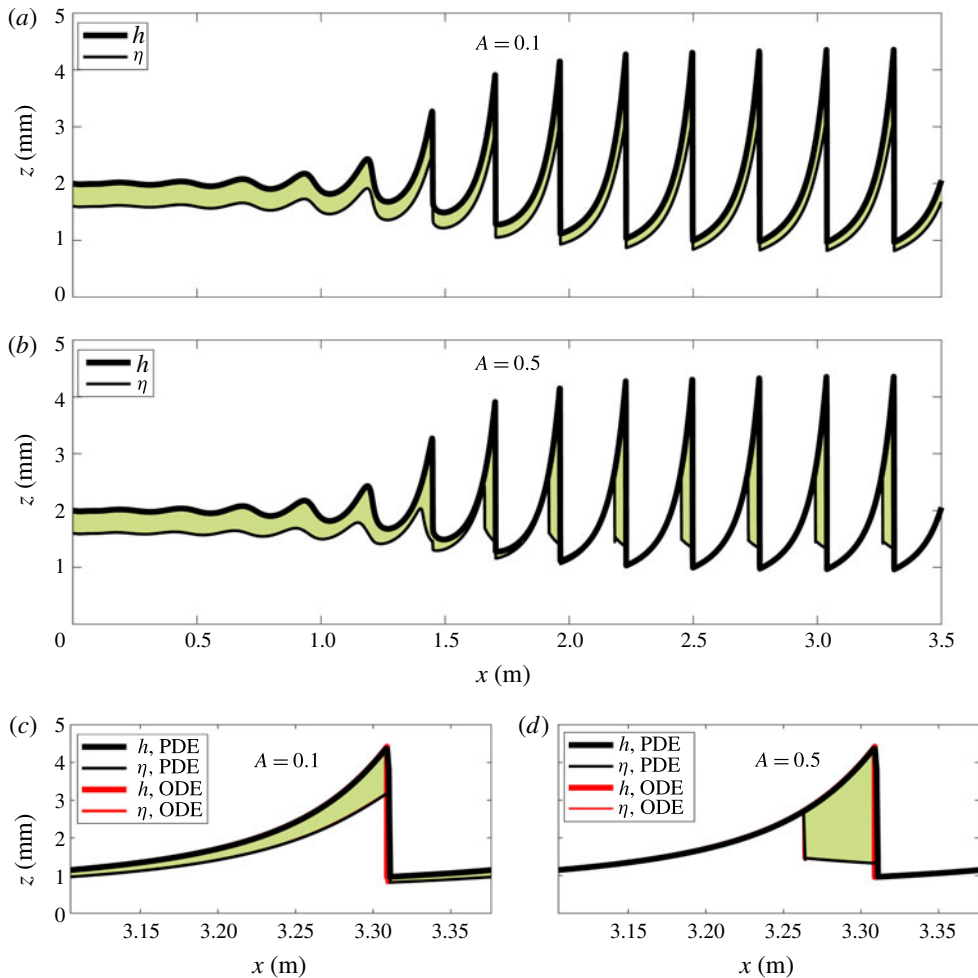 (a)
5
4
3
2
1
0
z (mm)
h
η
A = 0.1
(b)
5
4
3
2
1
0
z (mm)
h
η
A = 0.5
0.5
1.0
1.5
2.0
2.5
3.0
3.5
x (m)
(c)
5
4
3
2
1
0
z (mm)
h, PDE
η, PDE
h, ODE
η, ODE
A = 0.1
3.15
3.20
3.25
3.30
3.35
x (m)
(d)
h, PDE
η, PDE
h, ODE
η, ODE
A = 0.5
3.15
3.20
3.25
3.30
3.35
x (m)